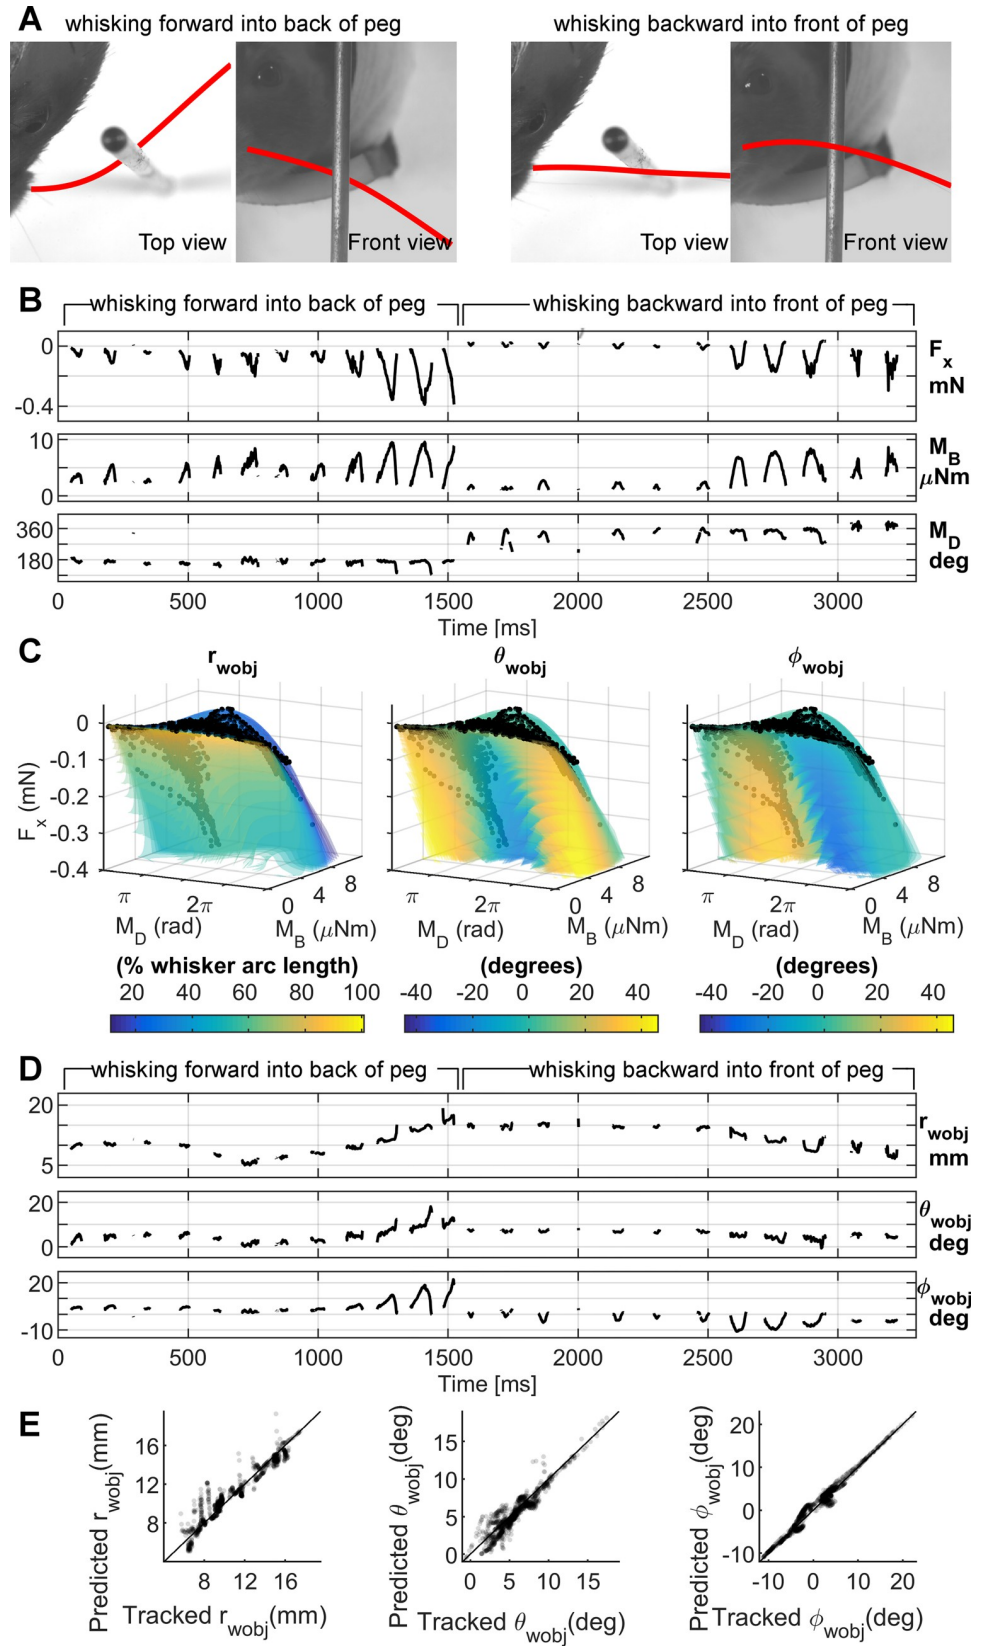 A
whisking forward into back of peg
whisking backward into front of peg
Top view
Front view
Top view
Front view
B
whisking forward into back of peg
whisking backward into front of peg
0
-0.4
Fx
mN
10
0
MB
μNm
360
180
MD
deg
0 500 1000 1500 2000 2500 3000
Time [ms]
C
rwobj
θwobj
ϕwobj
Fx (mN)
0
-0.1
-0.2
-0.3
-0.4
π 2π 0 4 8
π 2π 0 4 8
π 2π 0 4 8
MD (rad) MB (μNm)
MD (rad) MB (μNm)
MD (rad) MB (μNm)
(% whisker arc length)
(degrees)
(degrees)
20 40 60 80 100
-40 -20 0 20 40
-40 -20 0 20 40
D
whisking forward into back of peg
whisking backward into front of peg
20
5
rwobj
mm
20
0
θwobj
deg
20
-10
ϕwobj
deg
0 500 1000 1500 2000 2500 3000
Time [ms]
E
Predicted rwobj(mm)
16
12
8
8 12 16
Tracked rwobj(mm)
Predicted θwobj(deg)
15
10
5
0
0 5 10 15
Tracked θwobj(deg)
Predicted ϕwobj(deg)
20
10
0
-10
-10 0 10 20
Tracked ϕwobj(deg)